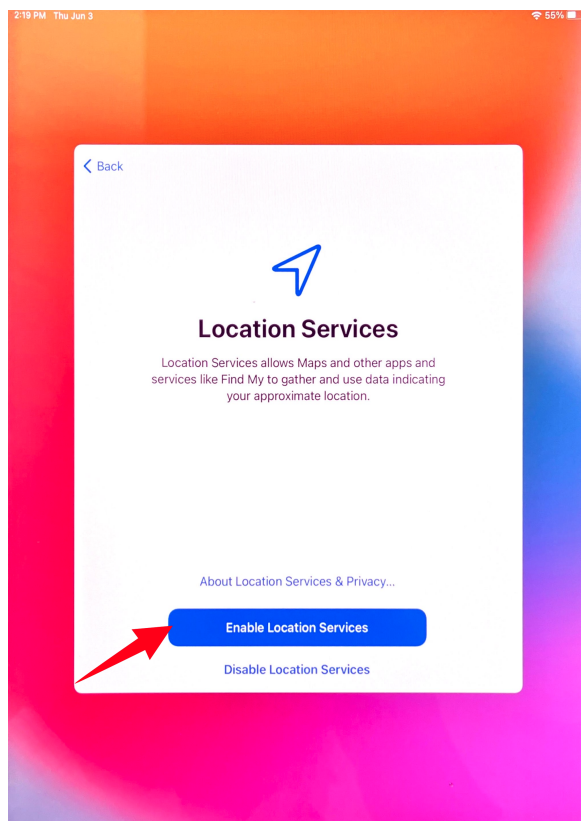 2:19 PM Thu Jun 3
55%
Back
Location Services
Location Services allows Maps and other apps and
services like Find My to gather and use data indicating
your approximate location.
About Location Services & Privacy...
Enable Location Services
Disable Location Services